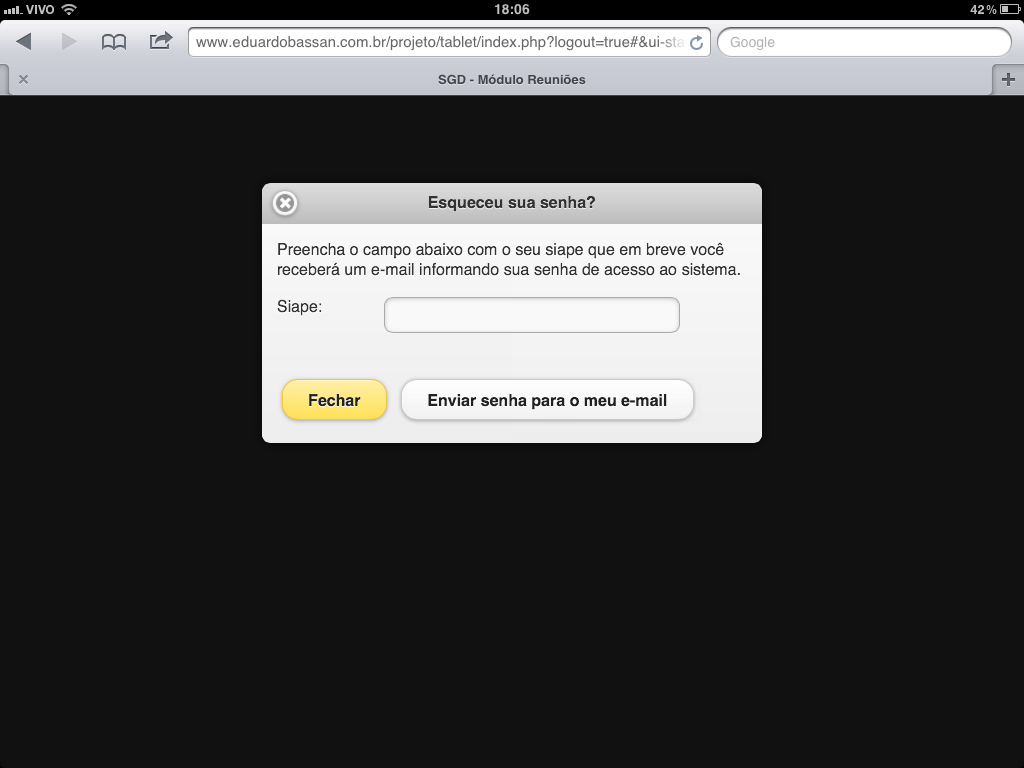 VIVO 18:06 42%
www.eduardobassan.com.br/projeto/tablet/index.php?logout=true#&ui-sta Google
SGD - Módulo Reuniões
Esqueceu sua senha?
Preencha o campo abaixo com o seu siape que em breve você
receberá um e-mail informando sua senha de acesso ao sistema.
Siape:
Fechar Enviar senha para o meu e-mail